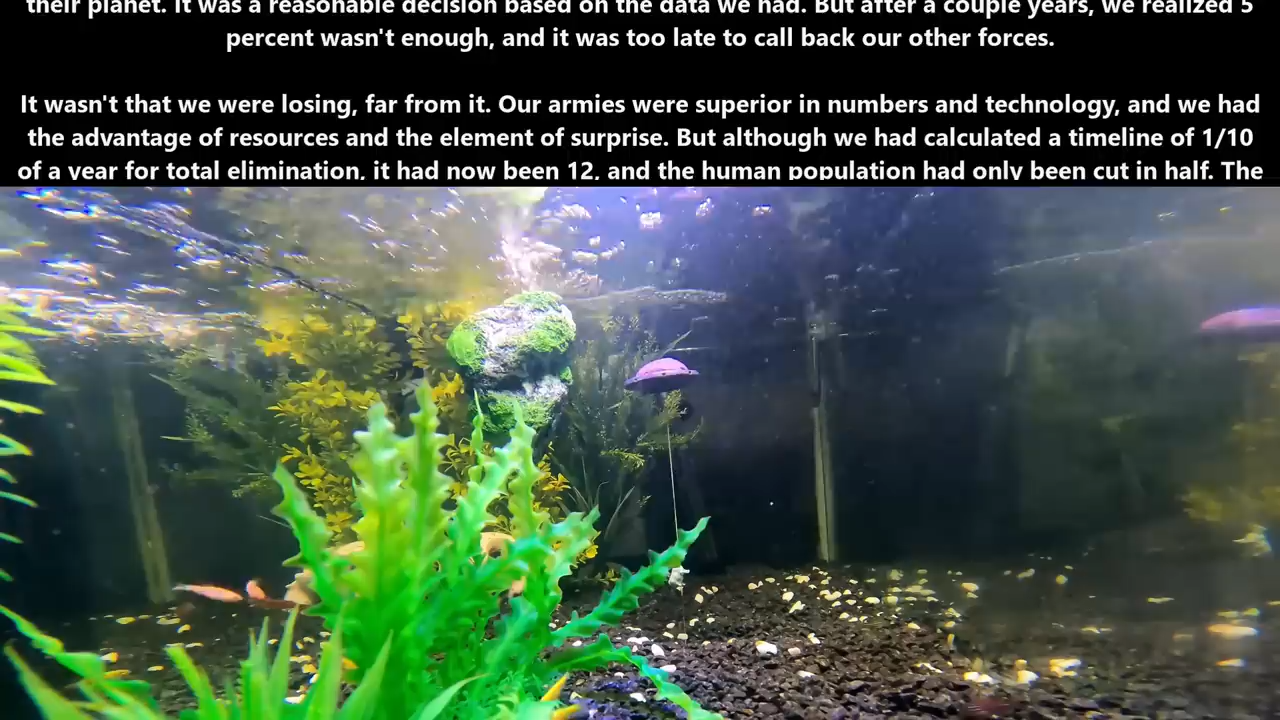 their planet. It was a reasonable decision based on the data we had. But after a couple years, we realized 5
percent wasn't enough, and it was too late to call back our other forces.
It wasn't that we were losing, far from it. Our armies were superior in numbers and technology, and we had
the advantage of resources and the element of surprise. But although we had calculated a timeline of 1/10
of a year for total elimination, it had now been 12, and the human population had only been cut in half. The